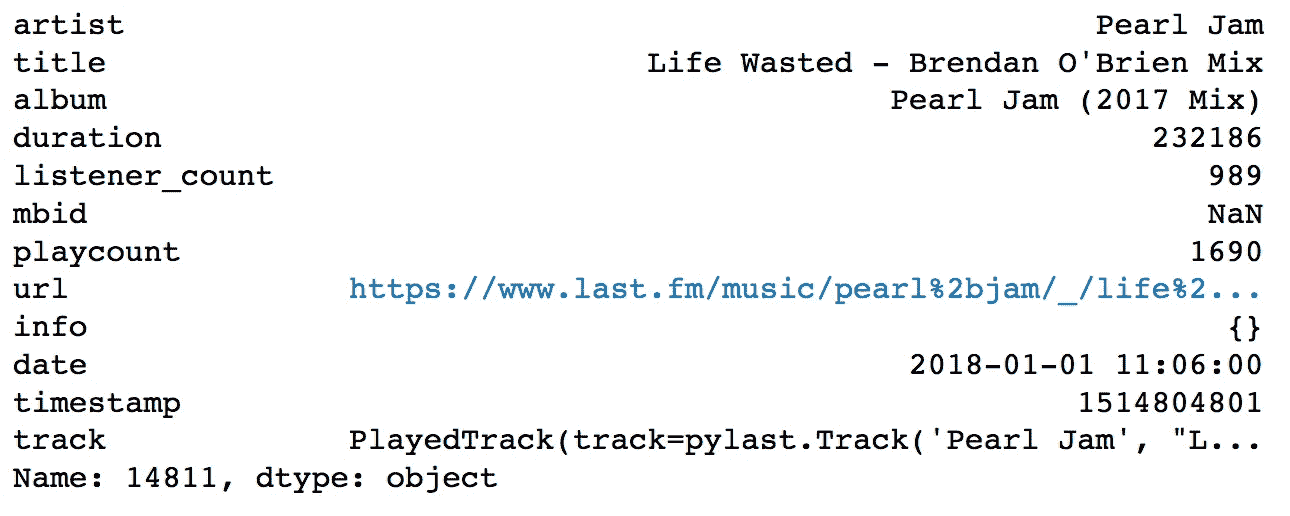 artist Pearl Jam
title Life Wasted - Brendan O'Brien Mix
album Pearl Jam (2017 Mix)
duration 232186
listener_count 989
mbid NaN
playcount 1690
url https://www.last.fm/music/pearl%2bjam/_/life%2...
info {}
date 2018-01-01 11:06:00
timestamp 1514804801
track PlayedTrack(track=pylast.Track('Pearl Jam', "L...
Name: 14811, dtype: object